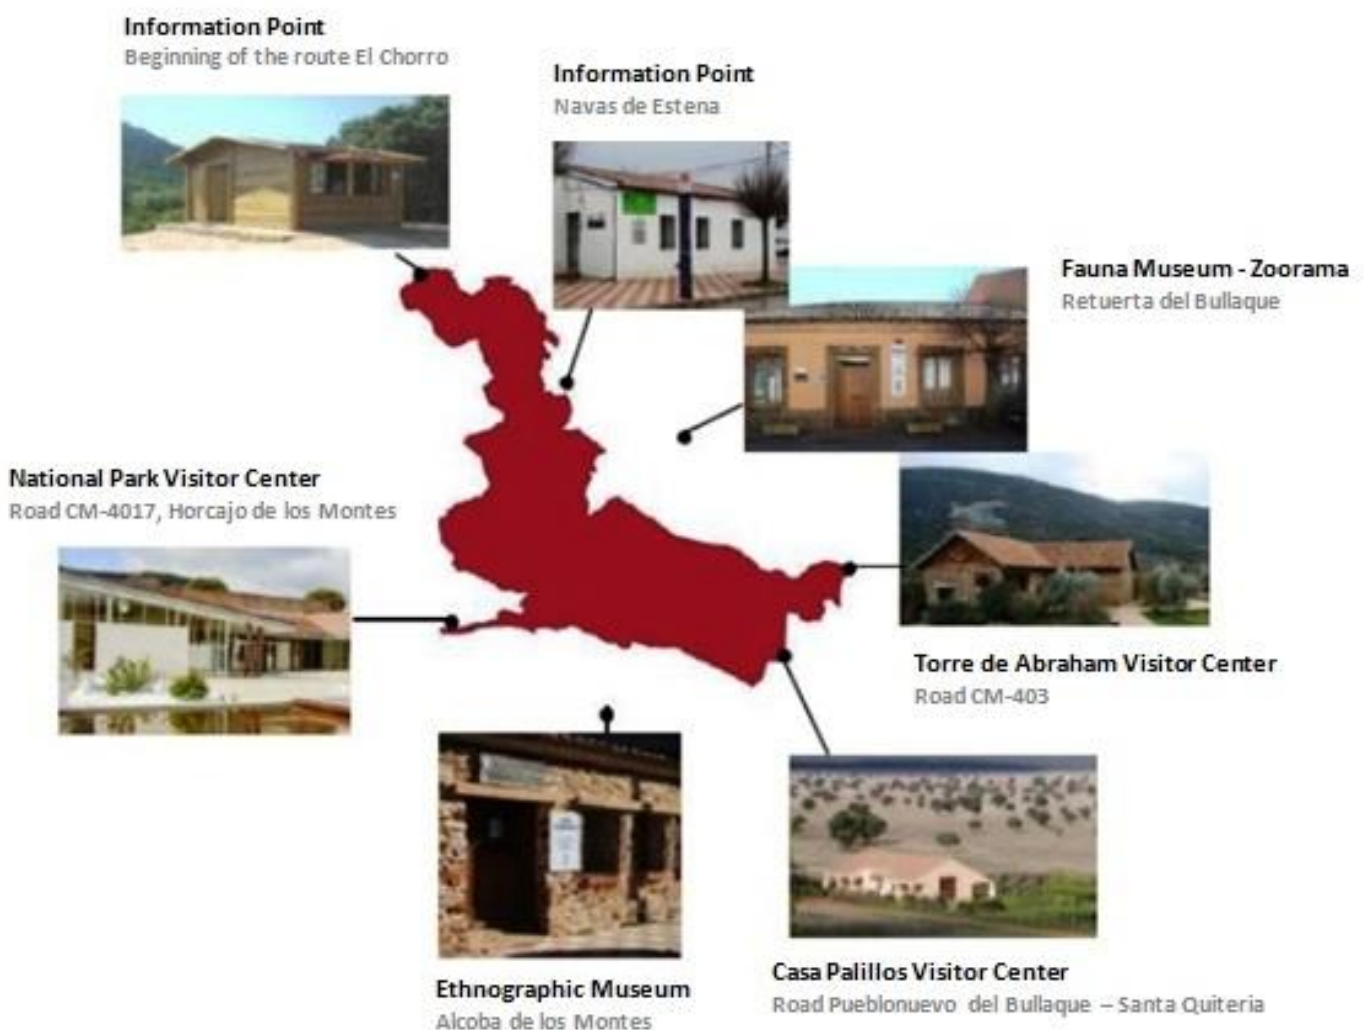 Information Point
Beginning of the route El Chorro
Information Point
Navas de Estena
Fauna Museum - Zoorama
Retuerta del Bullaque
National Park Visitor Center
Road CM-4017, Horcajo de los Montes
Torre de Abraham Visitor Center
Road CM-403
Ethnographic Museum
Alcoba de los Montes
Casa Palillos Visitor Center
Road Pueblonuevo del Bullaque – Santa Quiteria